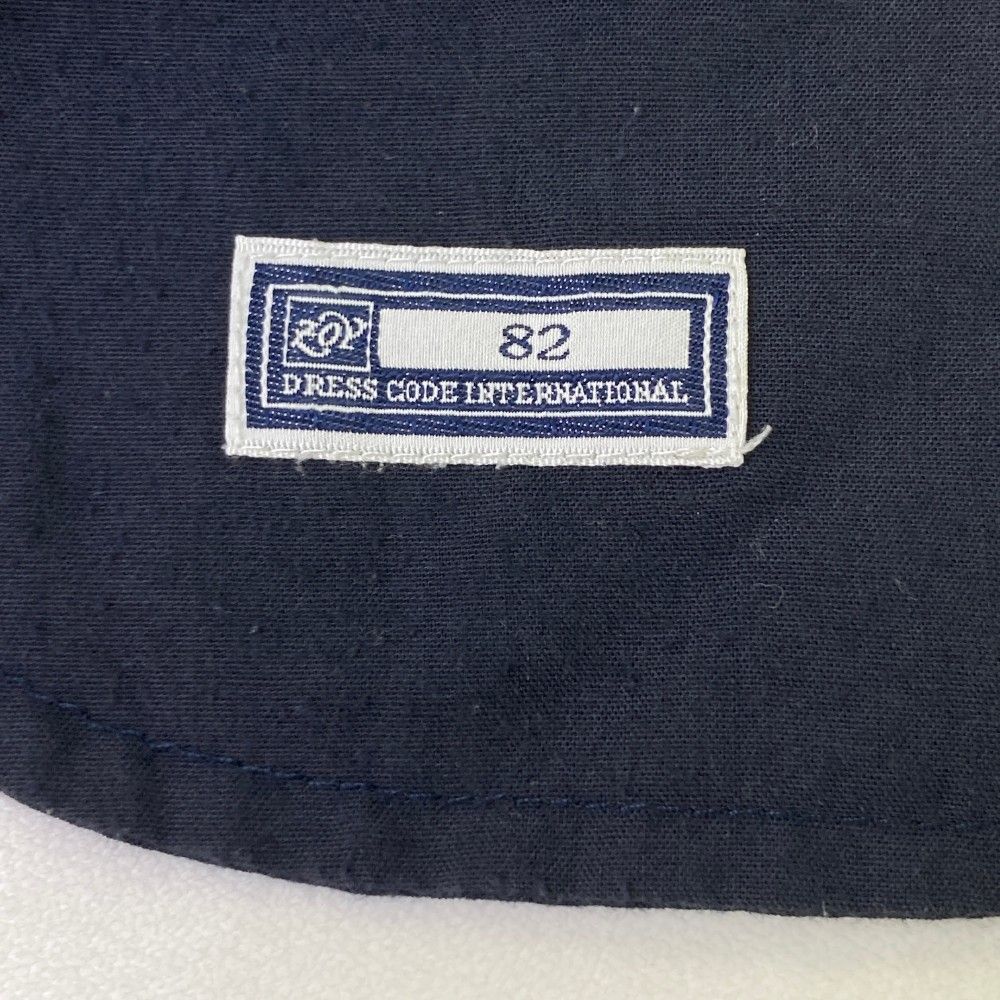 ZOY
82
DRESS CODE INTERNATIONAL